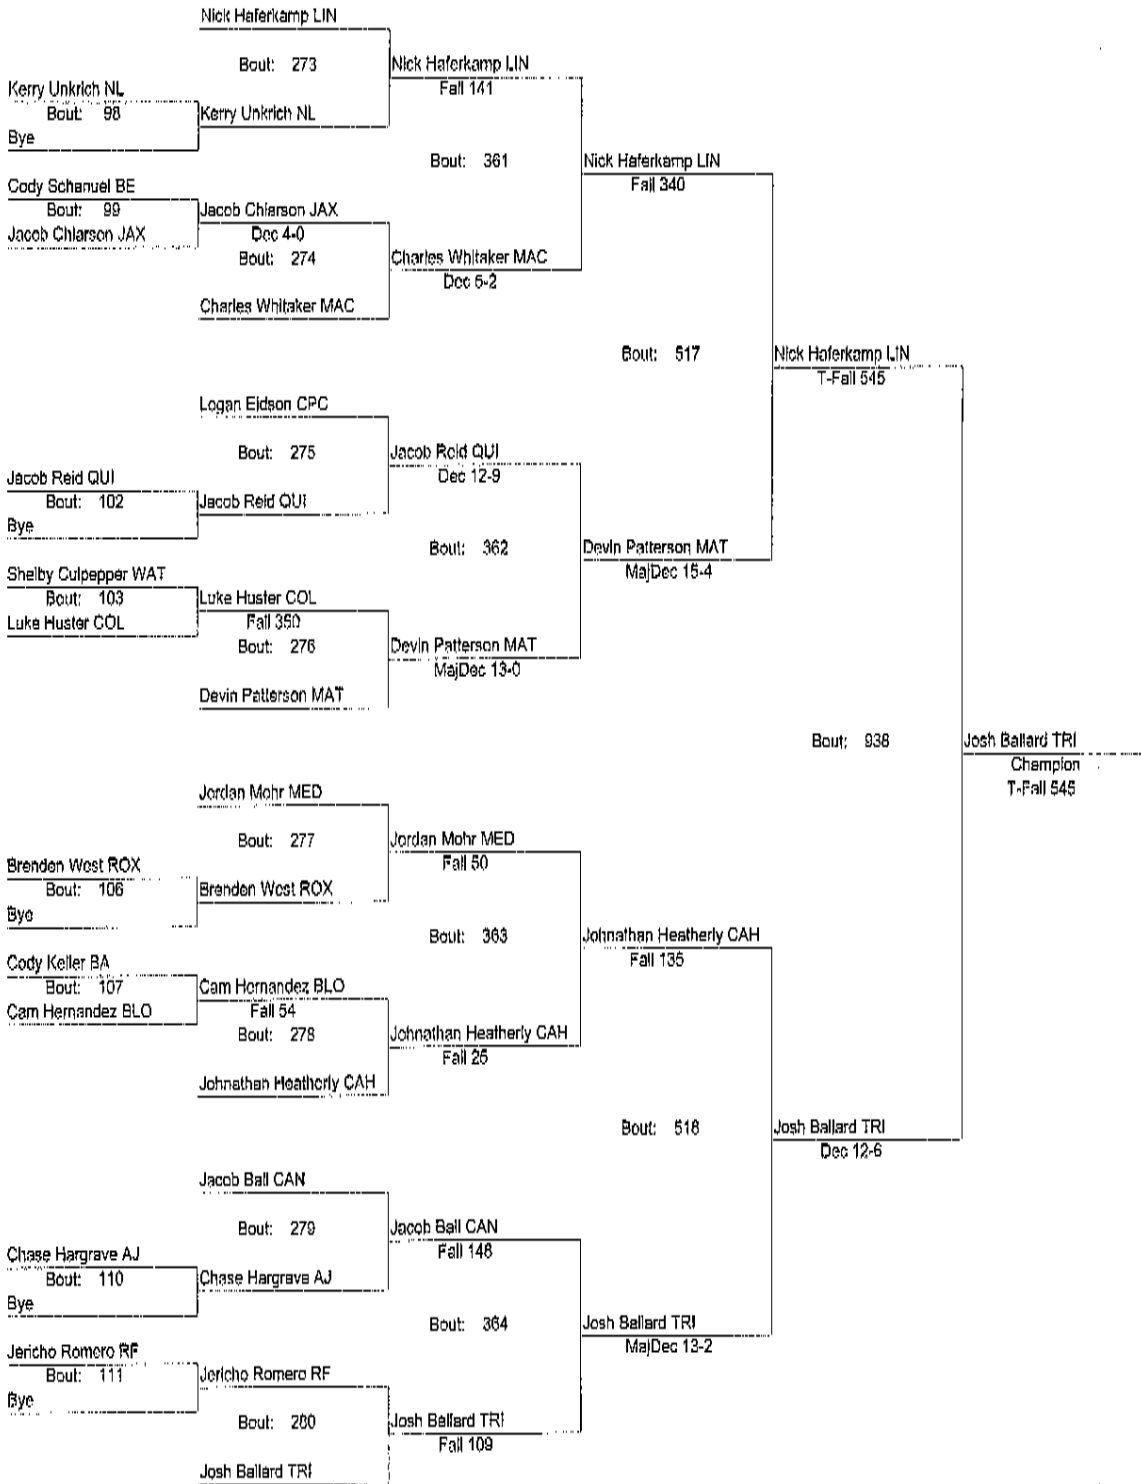 Nick Haferkamp LIN
Bout: 273
Nick Haferkamp LIN
Fall 141
Kerry Unkrich NL
Bout: 98
Kerry Unkrich NL
Bye
Bout: 361
Nick Haferkamp LIN
Fall 340
Cody Schanuel BE
Bout: 99
Jacob Chiarson JAX
Jacob Chiarson JAX
Dec 4-0
Bout: 274
Charles Whitaker MAC
Dec 5-2
Charles Whitaker MAC
Bout: 517
Nick Haferkamp LIN
T-Fall 545
Logan Eidson CPC
Bout: 275
Jacob Reid QUI
Dec 12-9
Jacob Reid QUI
Bout: 102
Jacob Reid QUI
Bye
Bout: 362
Devin Patterson MAT
MajDec 15-4
Shelby Culpepper WAT
Bout: 103
Luke Huster COL
Luke Huster COL
Fall 350
Bout: 276
Devin Patterson MAT
MajDec 13-0
Devin Patterson MAT
Bout: 938
Josh Ballard TRI
Champion
T-Fall 545
Jordan Mohr MED
Bout: 277
Jordan Mohr MED
Fall 50
Brenden West ROX
Bout: 106
Brenden West ROX
Bye
Bout: 363
Johnathan Heatherly CAH
Fall 135
Cody Keller BA
Bout: 107
Cam Hernandez BLO
Cam Hernandez BLO
Fall 54
Bout: 278
Johnathan Heatherly CAH
Fall 25
Johnathan Heatherly CAH
Bout: 518
Josh Ballard TRI
Dec 12-6
Jacob Ball CAN
Bout: 279
Jacob Ball CAN
Fall 148
Chase Hargrave AJ
Bout: 110
Chase Hargrave AJ
Bye
Bout: 364
Josh Ballard TRI
MajDec 13-2
Jericho Romero RF
Bout: 111
Jericho Romero RF
Bye
Bout: 280
Josh Ballard TRI
Fall 109
Josh Ballard TRI